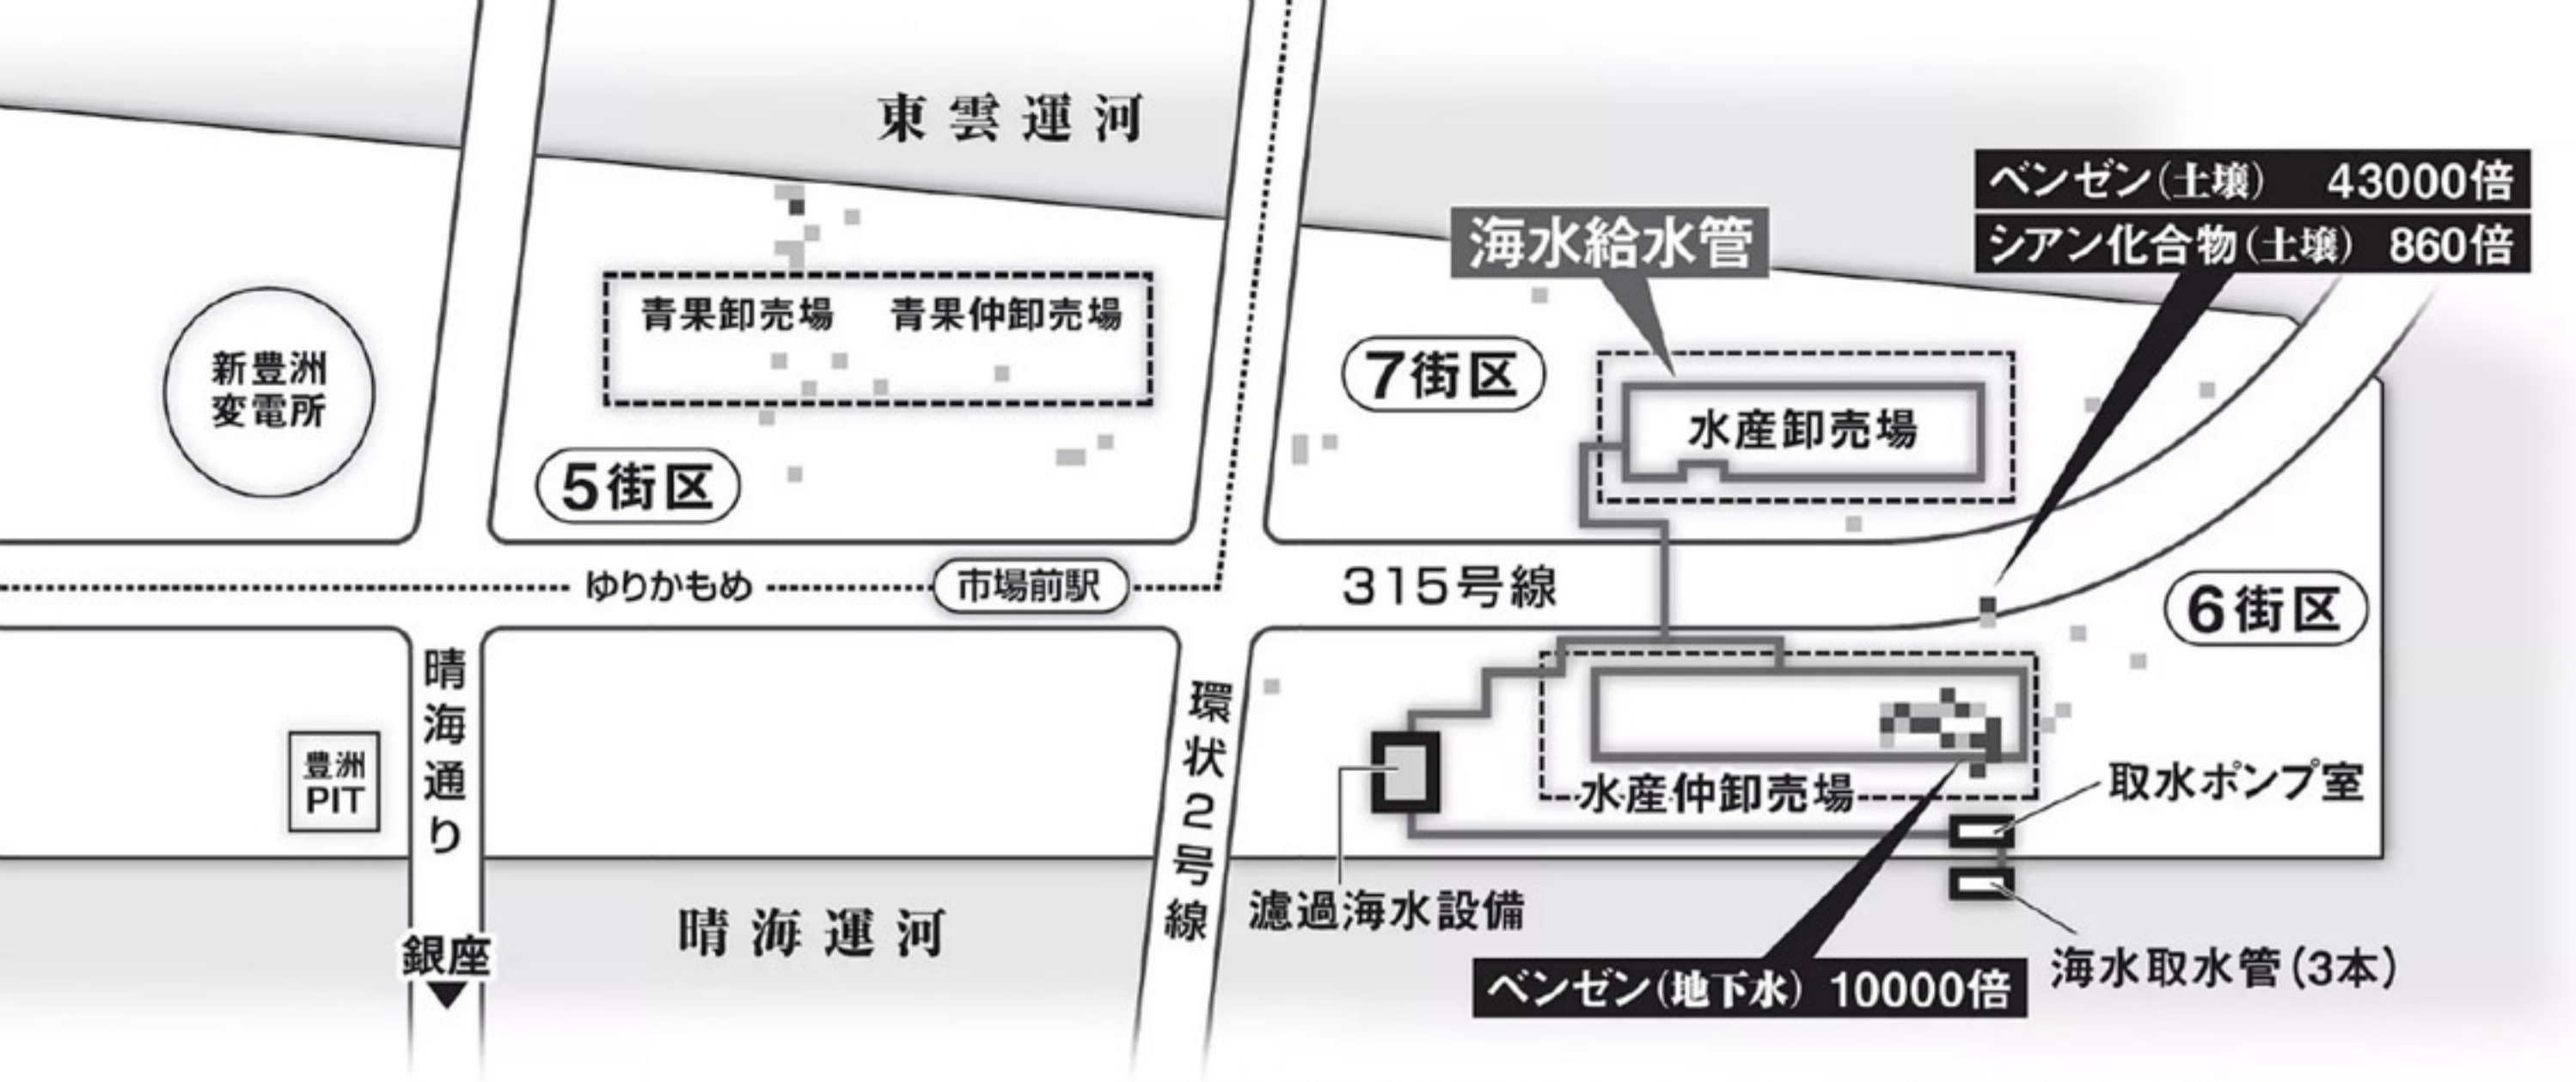 東雲運河
ベンゼン(土壌) 43000倍
シアン化合物(土壌) 860倍
海水給水管
青果卸売場
青果仲卸売場
新豊洲
変電所
7街区
水産卸売場
5街区
ゆりかもめ
市場前駅
315号線
6街区
晴海通り
環状2号線
豊洲
PIT
水産仲卸売場
取水ポンプ室
濾過海水設備
晴海運河
銀座
海水取水管(3本)
ベンゼン(地下水) 10000倍